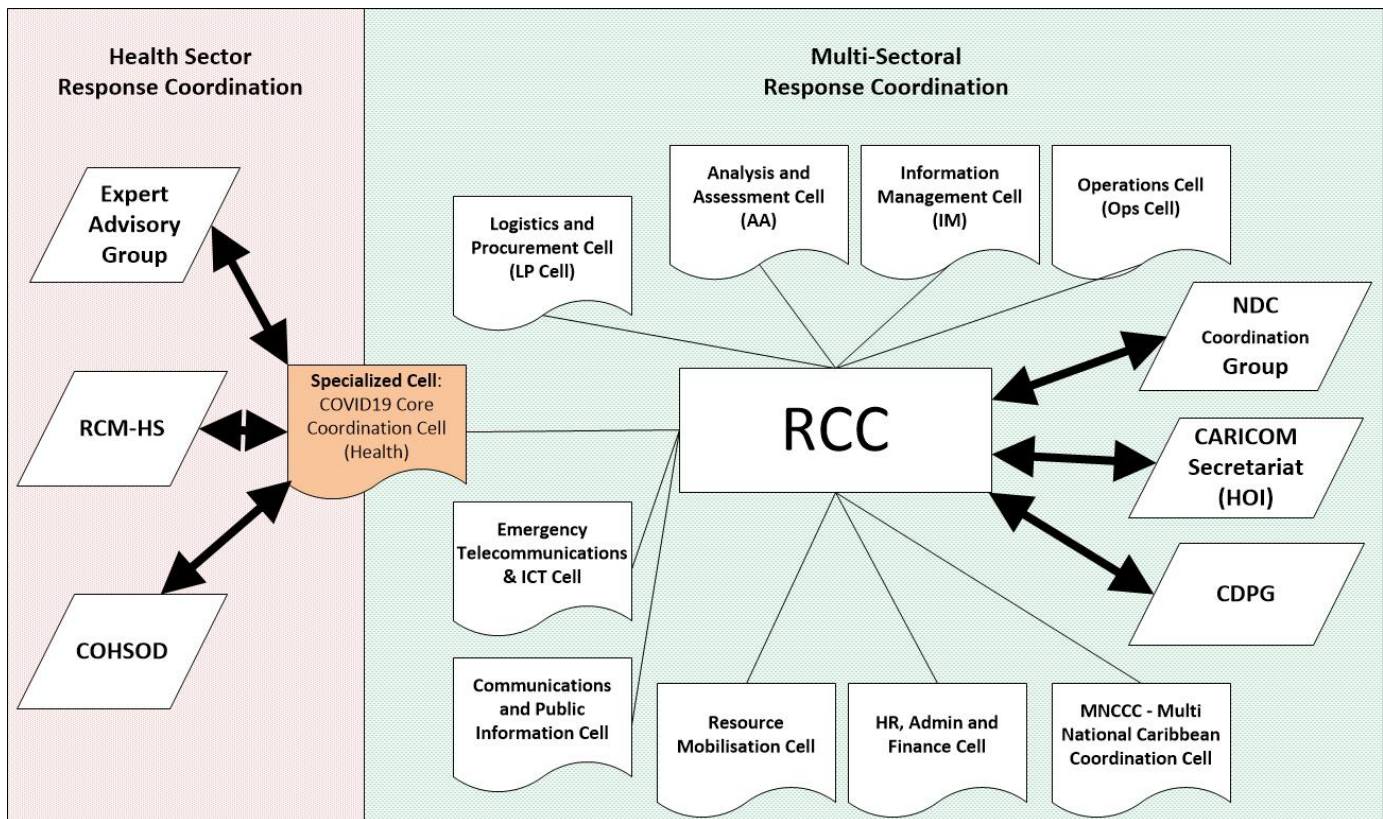 Health Sector
Response Coordination
Multi-Sectoral
Response Coordination
Expert
Advisory
Group
RCM-HS
COHSOD
Specialized Cell:
COVID19 Core
Coordination Cell
(Health)
Logistics and
Procurement Cell
(LP Cell)
Analysis and
Assessment Cell
(AA)
Information
Management Cell
(IM)
Operations Cell
(Ops Cell)
RCC
NDC
Coordination
Group
CARICOM
Secretariat
(HOI)
CDPG
Emergency
Telecommunications
& ICT Cell
Communications
and Public
Information Cell
Resource
Mobilisation Cell
HR, Admin and
Finance Cell
MNCCC - Multi
National Caribbean
Coordination Cell